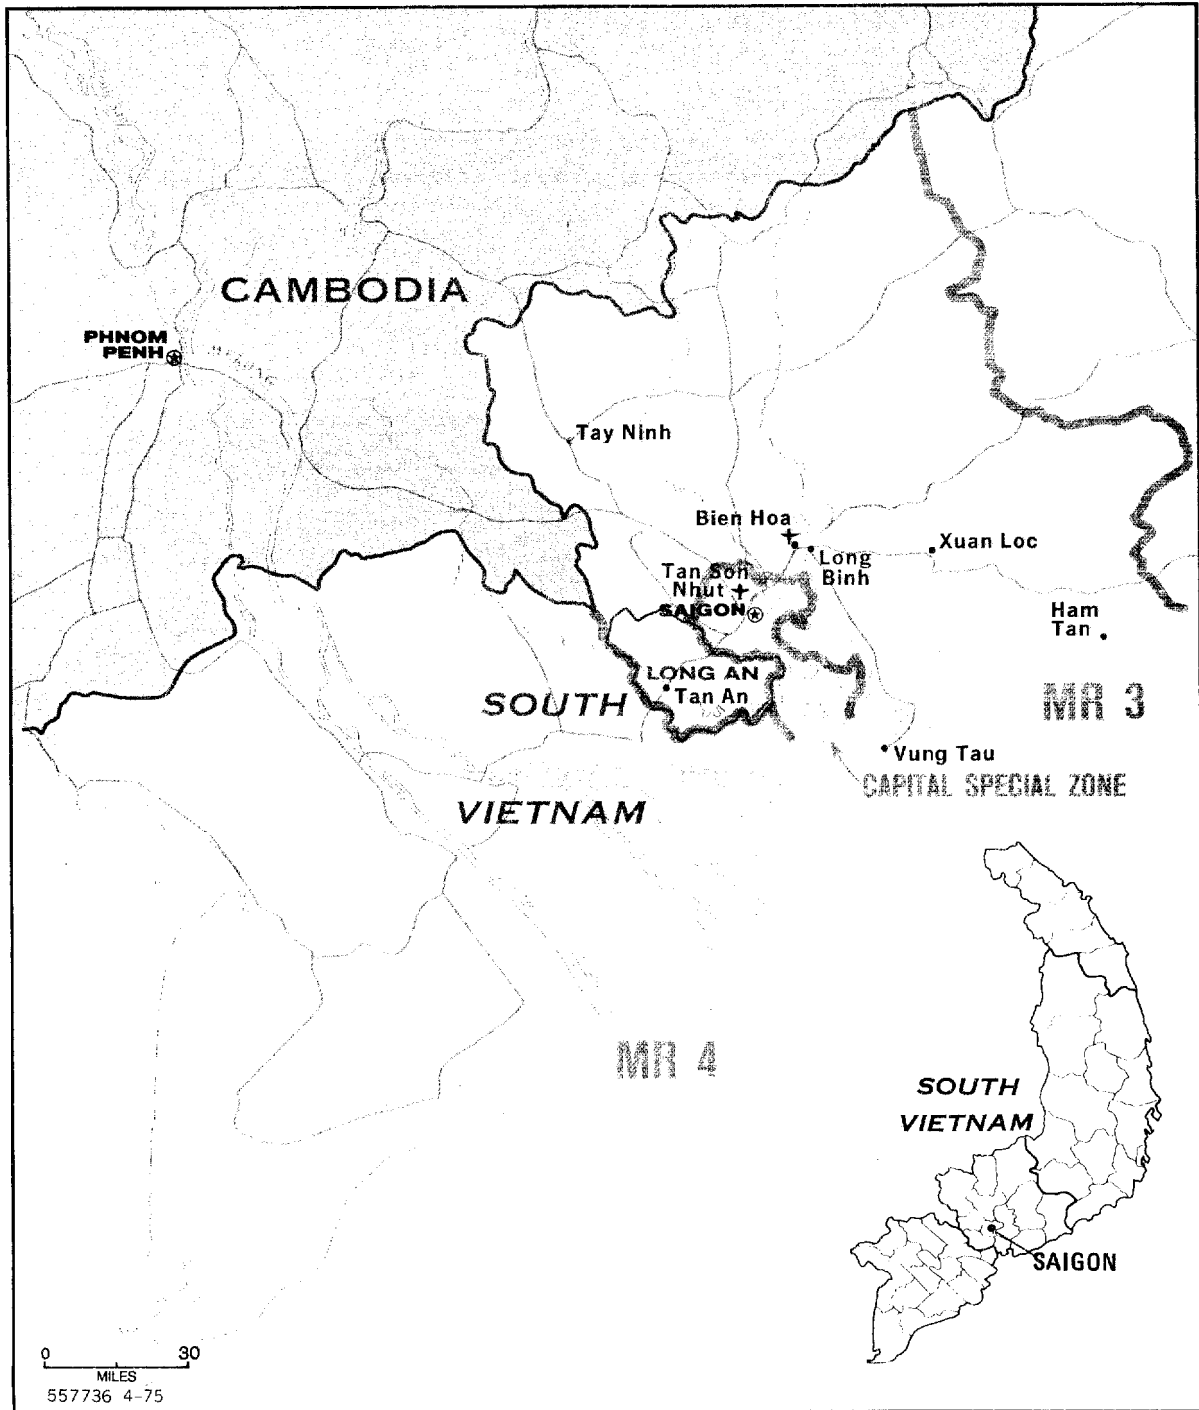 CAMBODIA
PHNOM
PENH
MEKONG
Tay Ninh
Bien Hoa
Long
Binh
Xuan Loc
Tan Son
Nhut
SAIGON
Ham
Tan
LONG AN
Tan An
SOUTH
VIETNAM
MR 3
Vung Tau
CAPITAL SPECIAL ZONE
MR 4
SOUTH
VIETNAM
SAIGON
0 30
MILES
557736 4-75